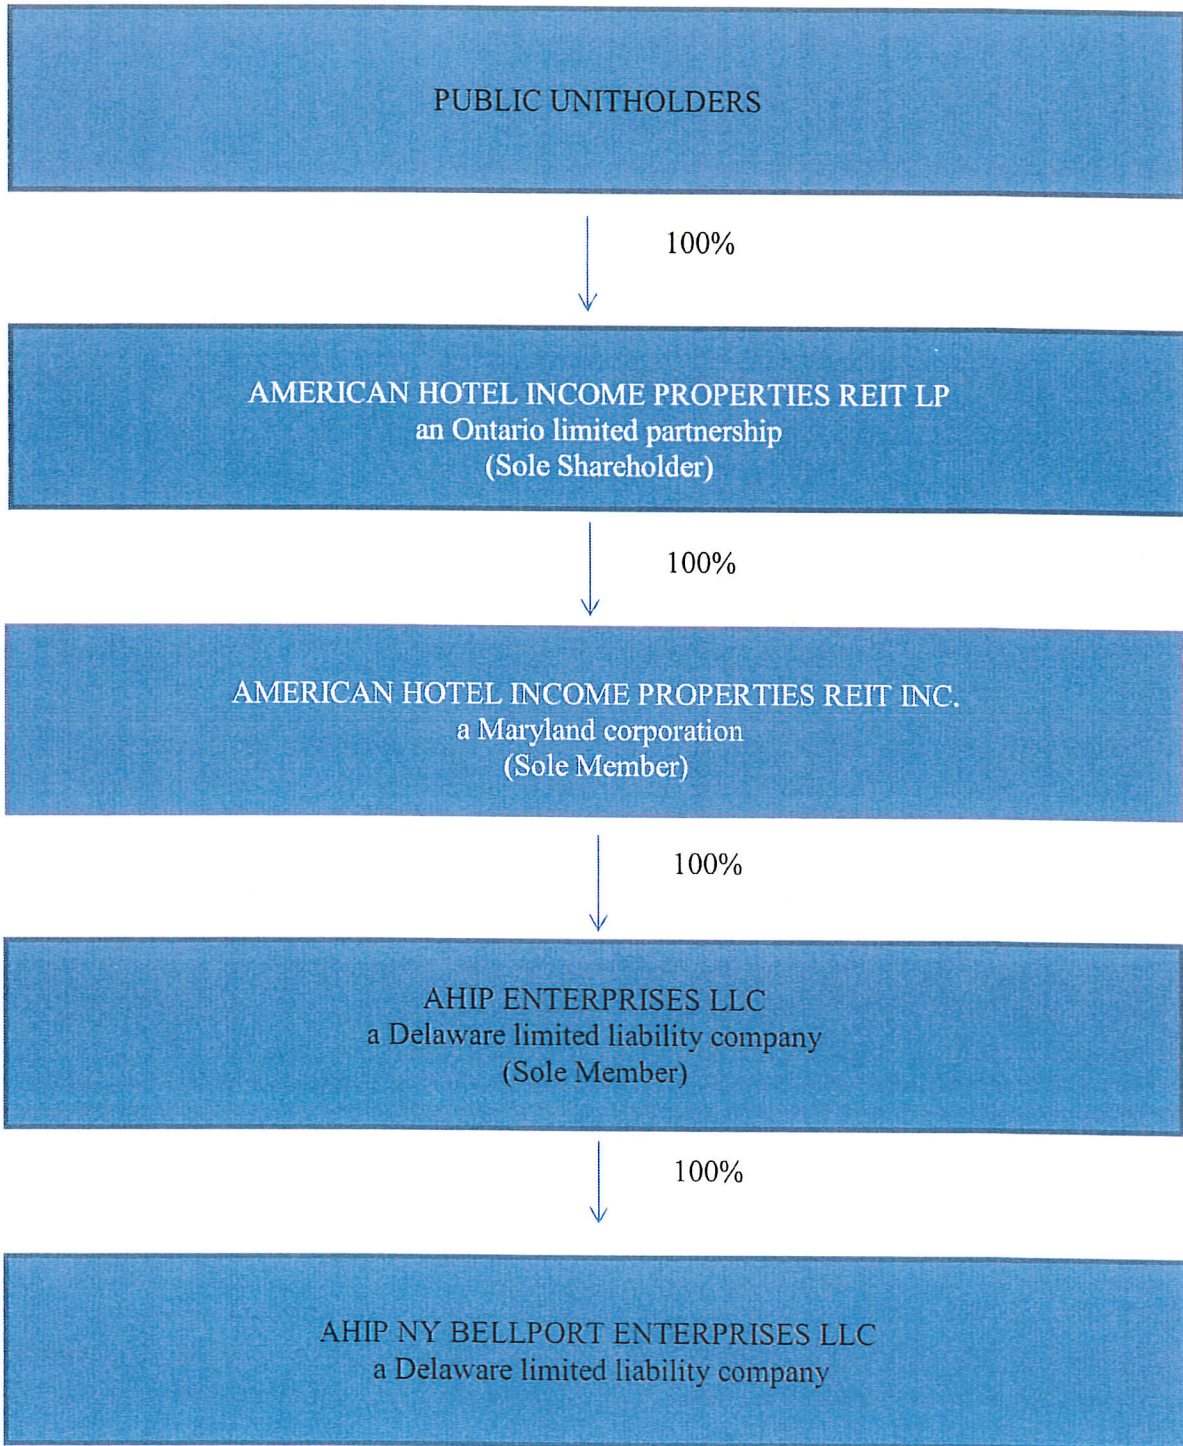 PUBLIC UNITHOLDERS
100%
AMERICAN HOTEL INCOME PROPERTIES REIT LP
an Ontario limited partnership
(Sole Shareholder)
100%
AMERICAN HOTEL INCOME PROPERTIES REIT INC.
a Maryland corporation
(Sole Member)
100%
AHIP ENTERPRISES LLC
a Delaware limited liability company
(Sole Member)
100%
AHIP NY BELLPORT ENTERPRISES LLC
a Delaware limited liability company